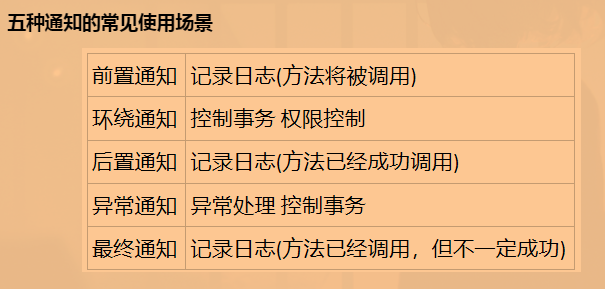 五种通知的常见使用场景
前置通知 记录日志(方法将被调用)
环绕通知 控制事务 权限控制
后置通知 记录日志(方法已经成功调用)
异常通知 异常处理 控制事务
最终通知 记录日志(方法已经调用，但不一定成功)